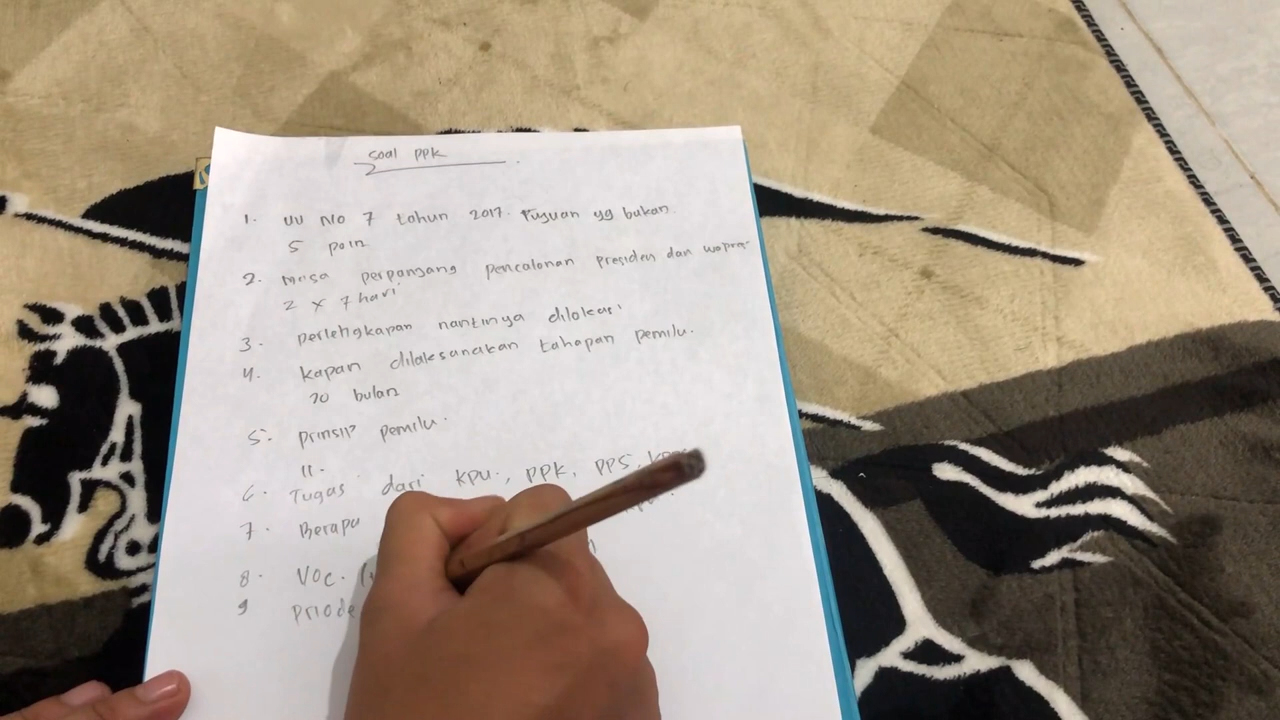 Soal PPK
1. UU No 7 tahun 2017. Tujuan yg bukan.
5 poin
2. Masa perpanjang pencalonan Presiden dan wapres
2 x 7 hari
3. perlengkapan nantinya dilokasi
4. kapan dilaksanakan tahapan pemilu.
20 bulan
5. prinsip pemilu.
11.
6. Tugas dari KPU, PPK, PPS,
7. Berapa
8. VOC.
9 Priode